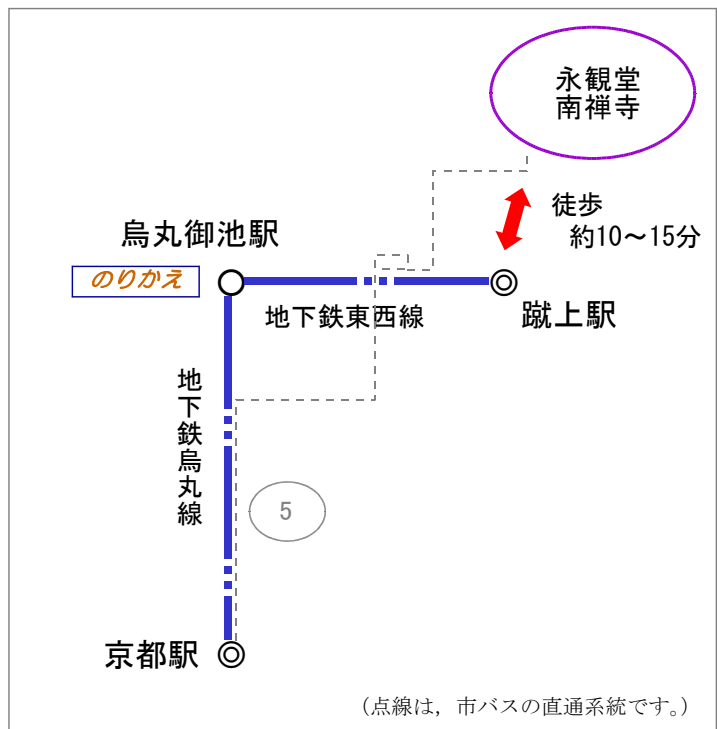 永観堂
南禅寺
徒歩
約10～15分
烏丸御池駅
のりかえ
地下鉄東西線
蹴上駅
地下鉄烏丸線
5
京都駅
(点線は，市バスの直通系統です。)